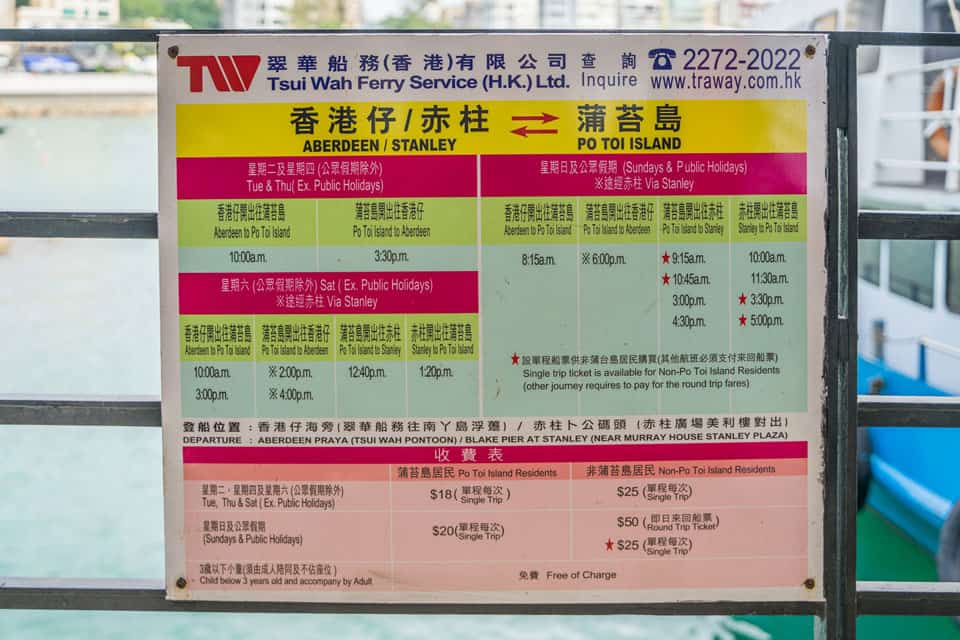 TW 翠華船務(香港)有限公司 查 詢 ☎ 2272-2022
Tsui Wah Ferry Service (H.K.) Ltd. Inquire www.traway.com.hk
香港仔/赤柱 ⇄ 蒲苔島
ABERDEEN / STANLEY PO TOI ISLAND
星期二及星期四 (公眾假期除外)
Tue & Thu( Ex. Public Holidays)
香港仔開出往蒲苔島 蒲苔島開出往香港仔
Aberdeen to Po Toi Island Po Toi Island to Aberdeen
10:00a.m. 3:30p.m.
星期六 (公眾假期除外) Sat ( Ex. Public Holidays)
※途經赤柱 Via Stanley
香港仔開出往蒲苔島 蒲苔島開出往香港仔 蒲苔島開出往赤柱 赤柱開出往蒲苔島
Aberdeen to Po Toi Island Po Toi Island to Aberdeen Po Toi Island to Stanley Stanley to Po Toi Island
10:00a.m. ※ 2:00p.m. 12:40p.m. 1:20p.m.
3:00p.m. ※ 4:00p.m.
星期日及公眾假期 (Sundays & Public Holidays)
※途經赤柱 Via Stanley
香港仔開出往蒲苔島 蒲苔島開出往香港仔 蒲苔島開出往赤柱 赤柱開出往蒲苔島
Aberdeen to Po Toi Island Po Toi Island to Aberdeen Po Toi Island to Stanley Stanley to Po Toi Island
8:15a.m. ※ 6:00p.m. ★ 9:15a.m. 10:00a.m.
★ 10:45a.m. 11:30a.m.
3:00p.m. ★ 3:30p.m.
4:30p.m. ★ 5:00p.m.
★設單程船票供非蒲台島居民購買(其他航班必須支付來回船票)
Single trip ticket is available for Non-Po Toi Island Residents
(other journey requires to pay for the round trip fares)
登船位置 : 香港仔海旁 (翠華船務往南丫島浮躉) / 赤柱卜公碼頭 (赤柱廣場美利樓對出)
DEPARTURE : ABERDEEN PRAYA (TSUI WAH PONTOON) / BLAKE PIER AT STANLEY (NEAR MURRAY HOUSE STANLEY PLAZA)
收費表
蒲苔島居民 Po Toi Island Residents 非蒲苔島居民 Non-Po Toi Island Residents
星期二、星期四及星期六 (公眾假期除外)
Tue, Thu & Sat ( Ex. Public Holidays)
$18 ( 單程每次 Single Trip ) $25 (單程每次 Single Trip)
星期日及公眾假期
(Sundays & Public Holidays)
$20(單程每次 Single Trip) $50 ( 即日來回船票 Round Trip Ticket)
★ $25 (單程每次 Single Trip)
3歲以下小童(須由成人陪同及不佔座位)
Child below 3 years old and accompany by Adult
免費 Free of Charge